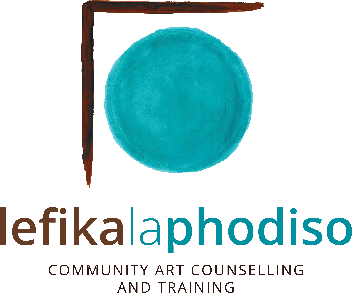 lefikalaphodiso
COMMUNITY ART COUNSELLING
AND TRAINING